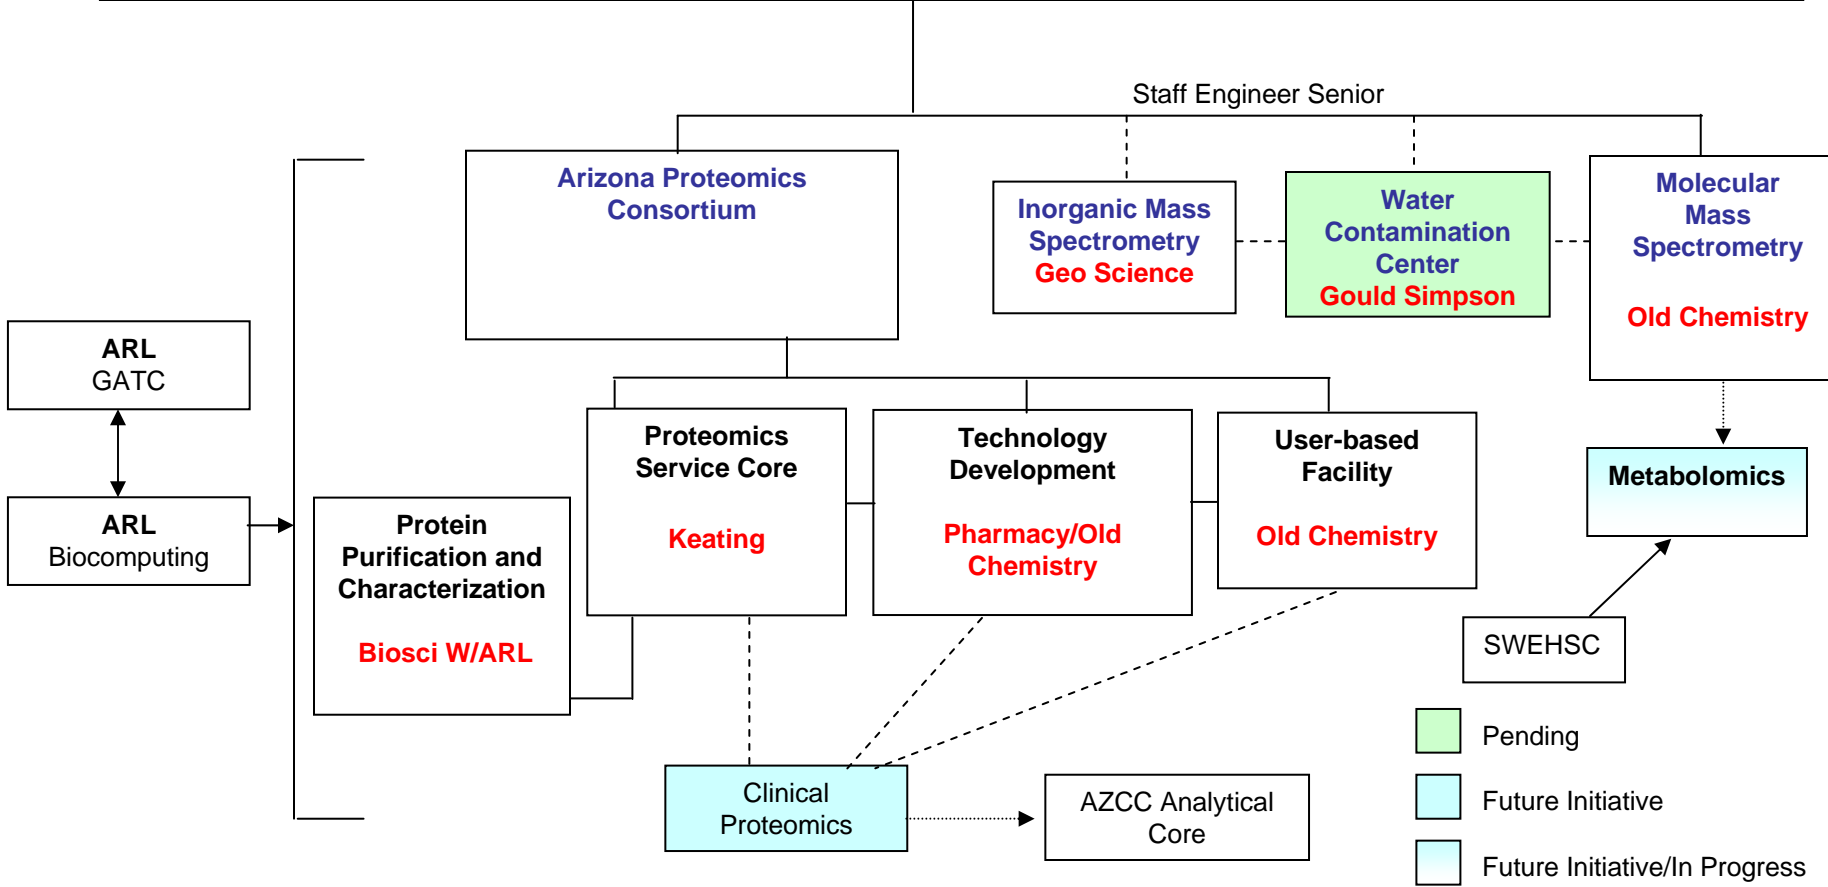 Staff Engineer Senior
Arizona Proteomics
Consortium
Inorganic Mass
Spectrometry
Geo Science
Water
Contamination
Center
Gould Simpson
Molecular
Mass
Spectrometry
Old Chemistry
ARL
GATC
ARL
Biocomputing
Protein
Purification and
Characterization
Biosci W/ARL
Proteomics
Service Core
Keating
Technology
Development
Pharmacy/Old
Chemistry
User-based
Facility
Old Chemistry
Metabolomics
SWEHSC
Clinical
Proteomics
AZCC Analytical
Core
Pending
Future Initiative
Future Initiative/In Progress